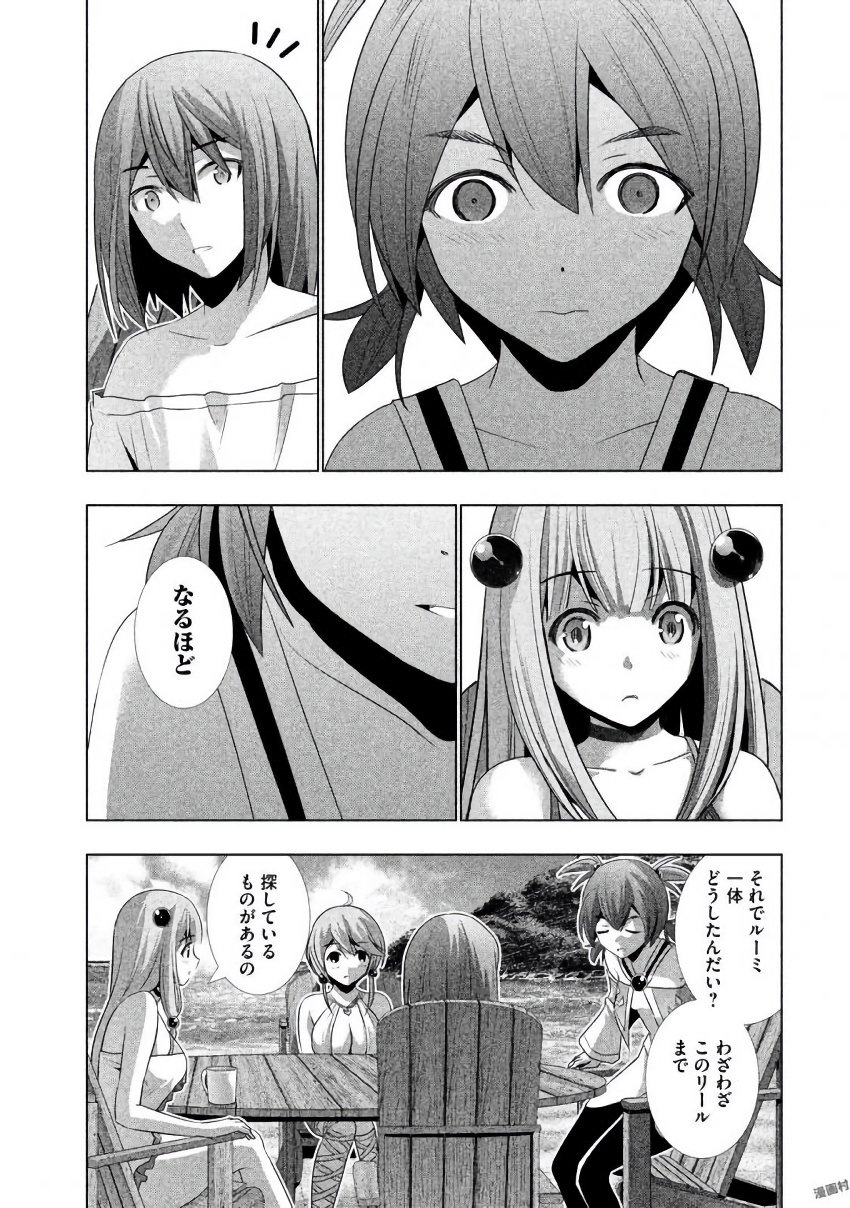 なるほど
それでルーミ
一体
どうしたんだい？
わざわざ
このリール
まで
探している
ものがあるの
漫画村